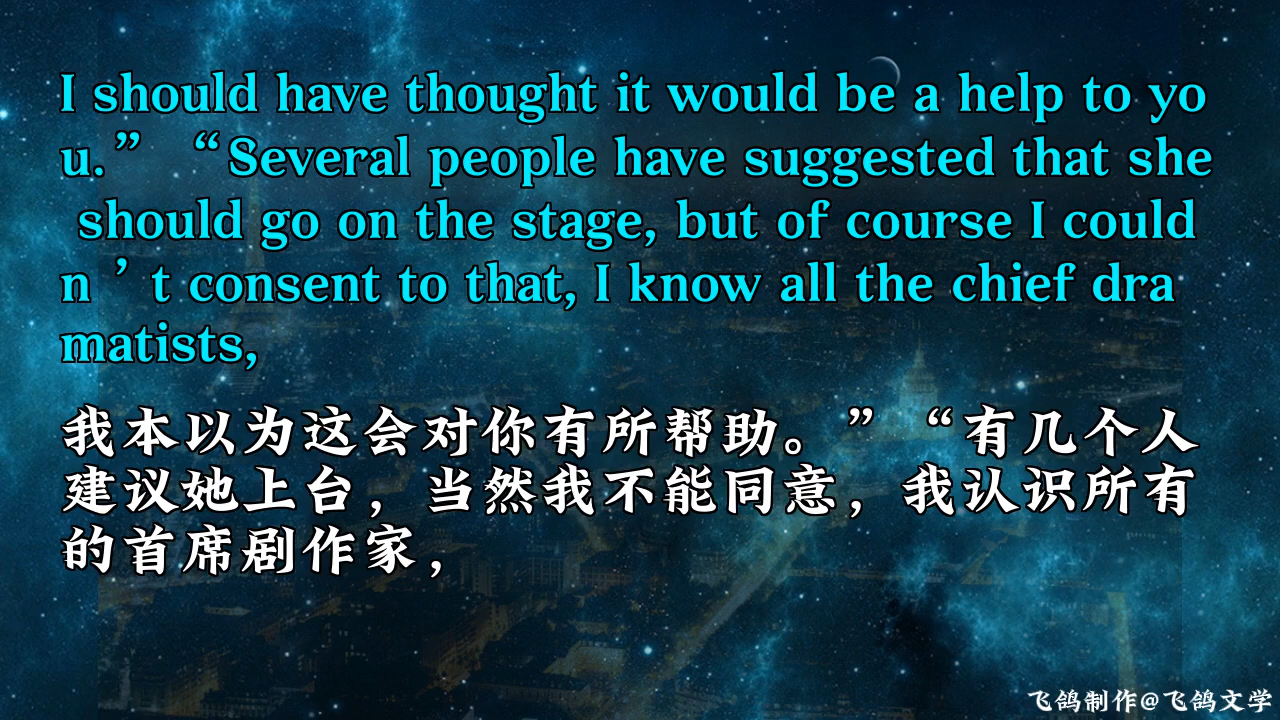 I should have thought it would be a help to yo
u.” “Several people have suggested that she
should go on the stage, but of course I could
n’t consent to that, I know all the chief dra
matists,
我本以为这会对你有所帮助。”“有几个人
建议她上台，当然我不能同意，我认识所有
的首席剧作家，
飞鸽制作@飞鸽文学